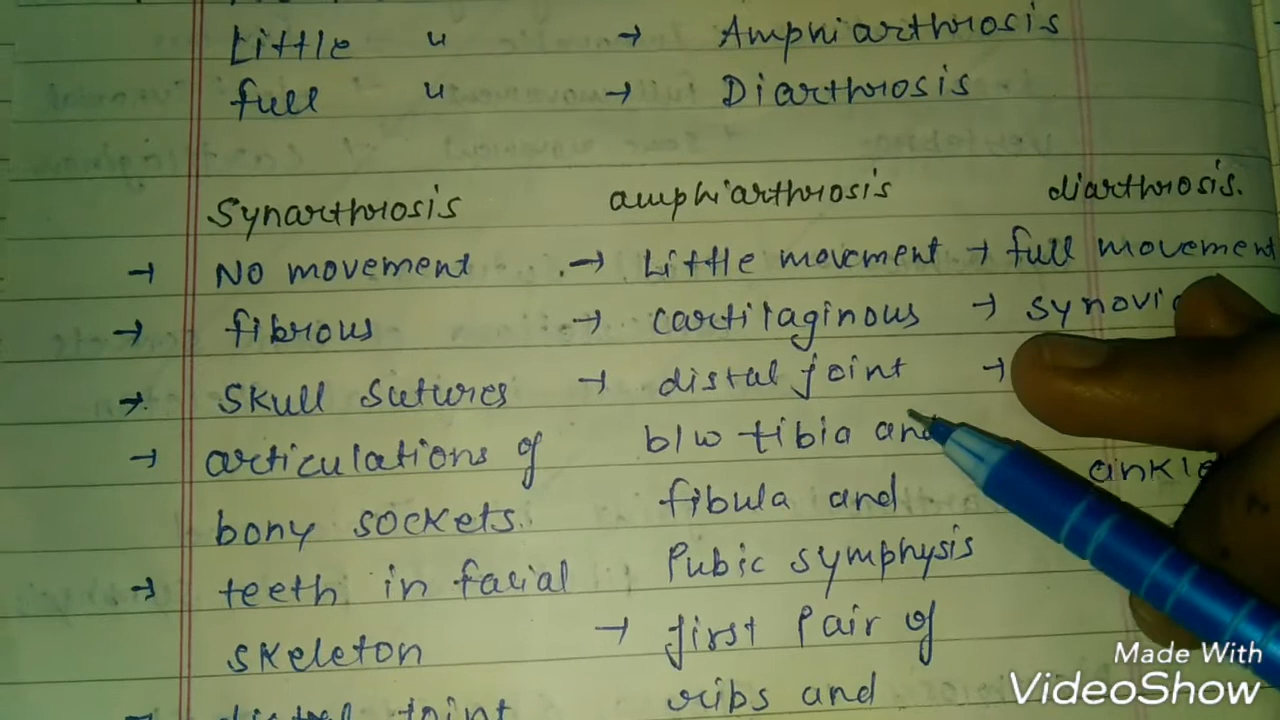 Little " → Amphiarthrosis
full " → Diarthrosis
Synarthrosis amphiarthrosis diarthrosis.
→ NO movement → Little movement → full movement
→ fibrous → cartilaginous → synovi
→ Skull Sutures → distal joint →
→ articulations of b/w tibia and
bony sockets. fibula and ankle
→ teeth in facial Pubic symphysis
skeleton → first Pair of
ribs and
Made With
VideoShow